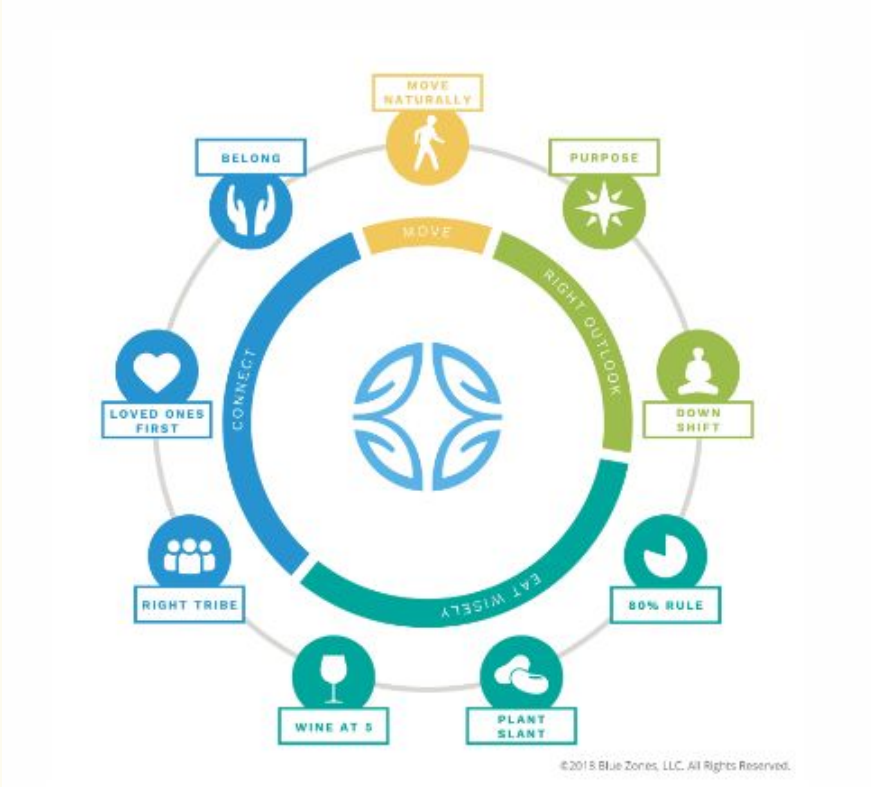 MOVE
NATURALLY
BELONG
PURPOSE
MOVE
RIGHT OUTLOOK
CONNECT
LOVED ONES
FIRST
DOWN
SHIFT
EAT WISELY
RIGHT TRIBE
80% RULE
WINE AT 5
PLANT
SLANT
©2018 Blue Zones, LLC. All Rights Reserved.